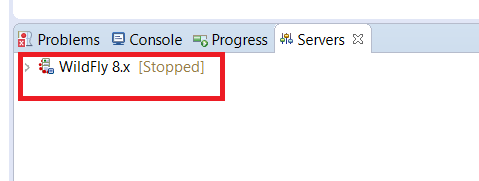 Problems Console Progress Servers
WildFly 8.x [Stopped]